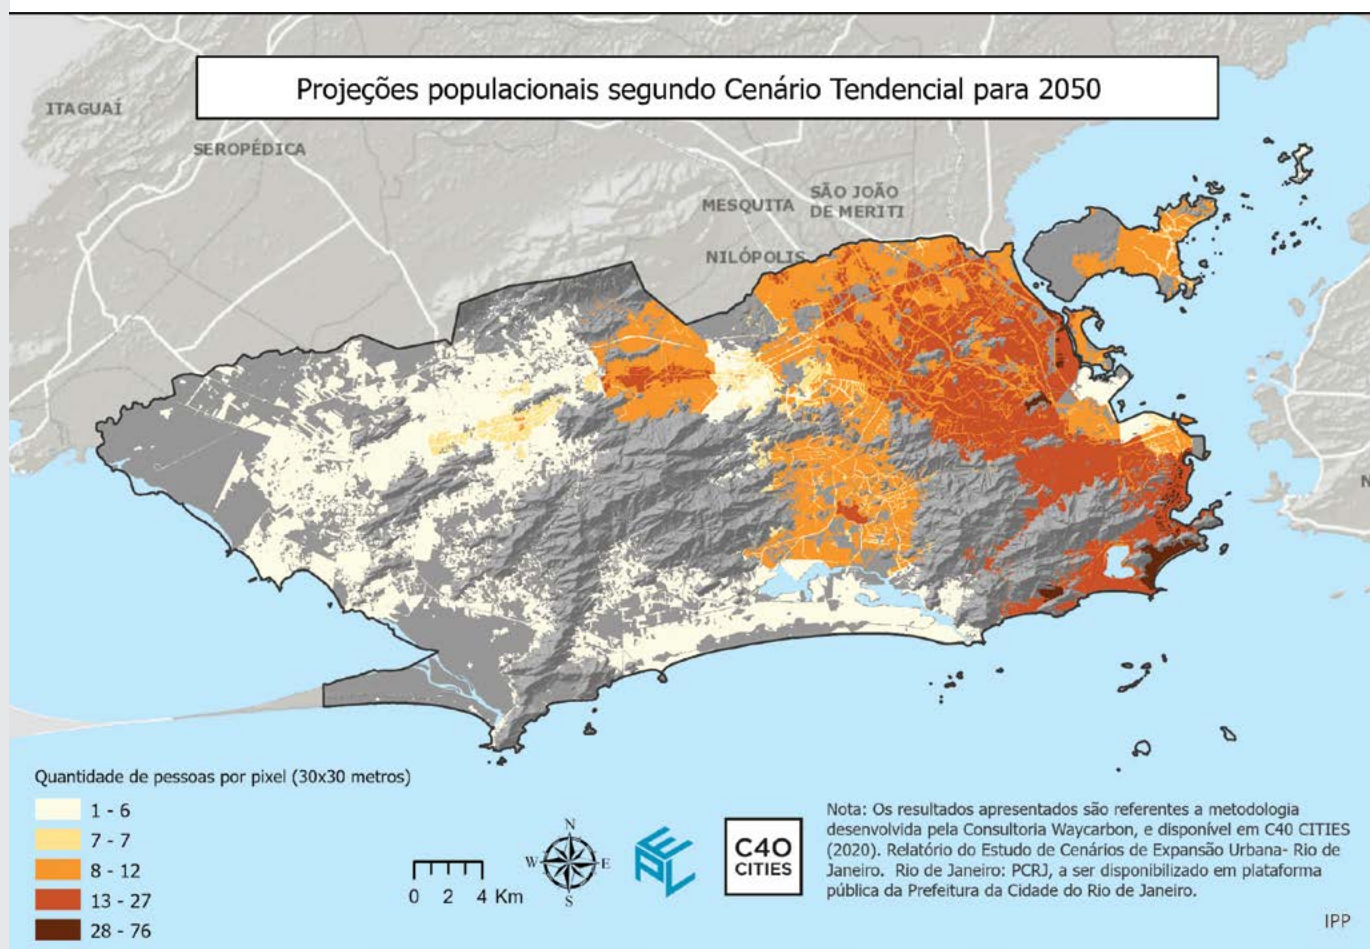 Projeções populacionais segundo Cenário Tendencial para 2050
ITAGUAÍ
SEROPÉDICA
MESQUITA
SÃO JOÃO
DE MERITI
NILÓPOLIS
N
Quantidade de pessoas por pixel (30x30 metros)
1 - 6
7 - 7
8 - 12
13 - 27
28 - 76
0 2 4 Km
N
W E
S
EPL
C40
CITIES
Nota: Os resultados apresentados são referentes a metodologia
desenvolvida pela Consultoria Waycarbon, e disponível em C40 CITIES
(2020). Relatório do Estudo de Cenários de Expansão Urbana- Rio de
Janeiro. Rio de Janeiro: PCRJ, a ser disponibilizado em plataforma
pública da Prefeitura da Cidade do Rio de Janeiro.
IPP